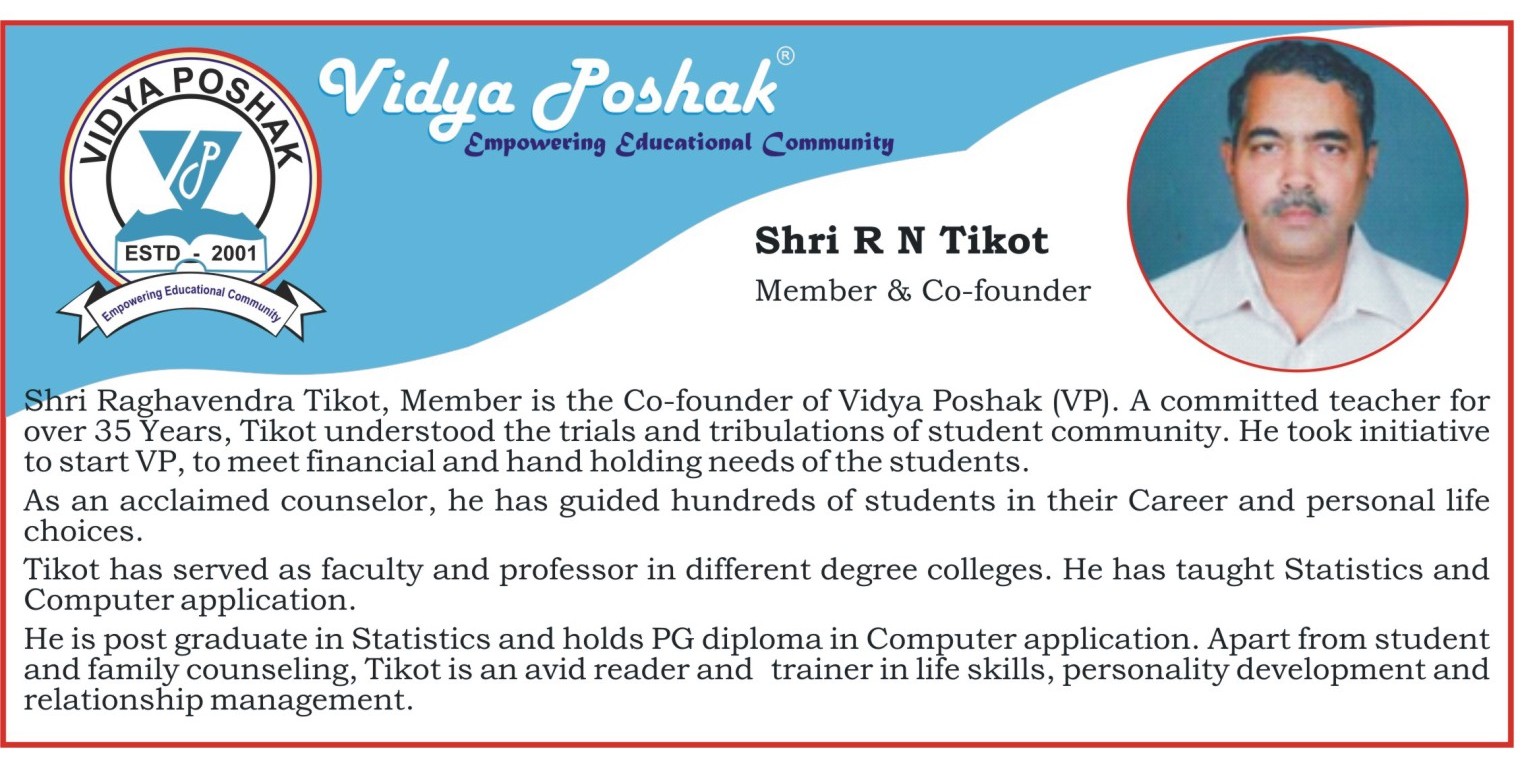 VIDYA POSHAK
VP
ESTD - 2001
Empowering Educational Community
Vidya Poshak®
Empowering Educational Community
Shri R N Tikot
Member & Co-founder
Shri Raghavendra Tikot, Member is the Co-founder of Vidya Poshak (VP). A committed teacher for
over 35 Years, Tikot understood the trials and tribulations of student community. He took initiative
to start VP, to meet financial and hand holding needs of the students.
As an acclaimed counselor, he has guided hundreds of students in their Career and personal life
choices.
Tikot has served as faculty and professor in different degree colleges. He has taught Statistics and
Computer application.
He is post graduate in Statistics and holds PG diploma in Computer application. Apart from student
and family counseling, Tikot is an avid reader and trainer in life skills, personality development and
relationship management.